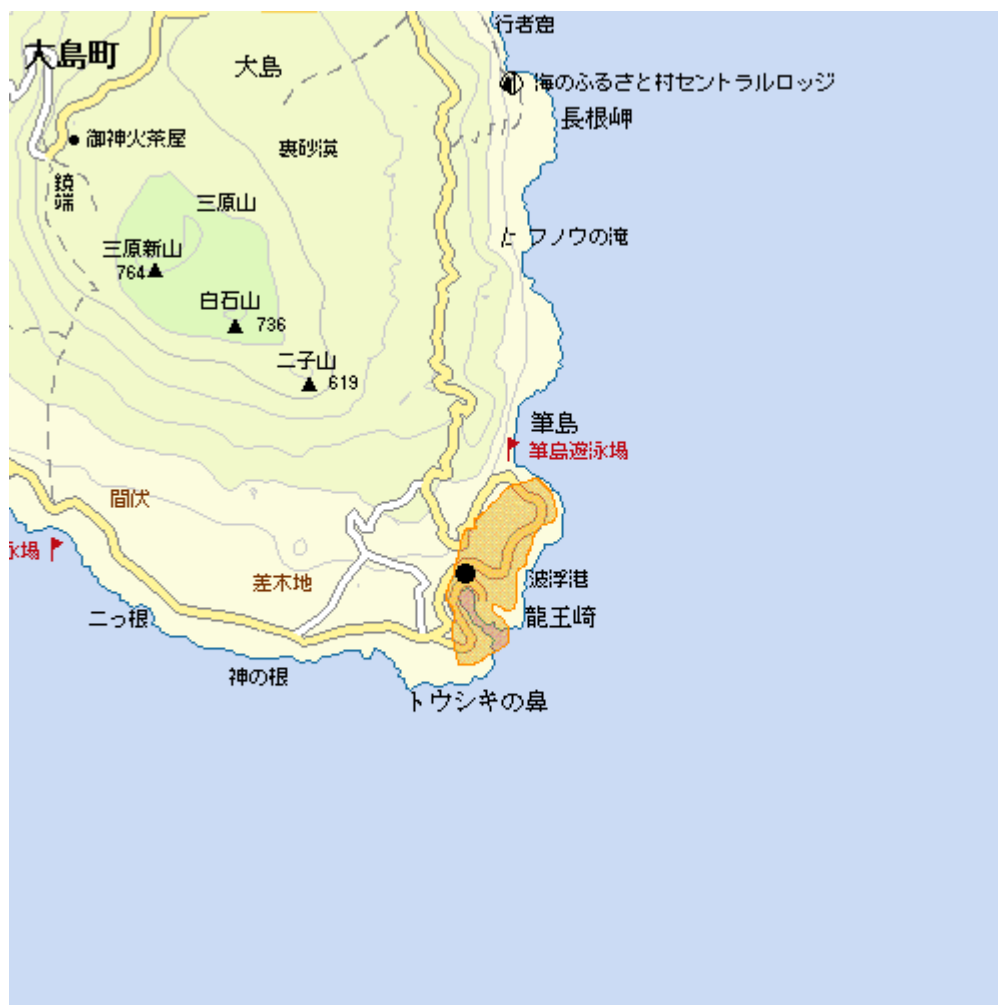 行者窟
大島町
大島
海のふるさと村セントラルロッジ
長根岬
御神火茶屋
裏砂漠
鏡端
三原山
フノウの滝
三原新山
764
白石山
736
二子山
619
筆島
筆島遊泳場
間伏
泳場
差木地
波浮港
二っ根
龍王崎
神の根
トウシキの鼻